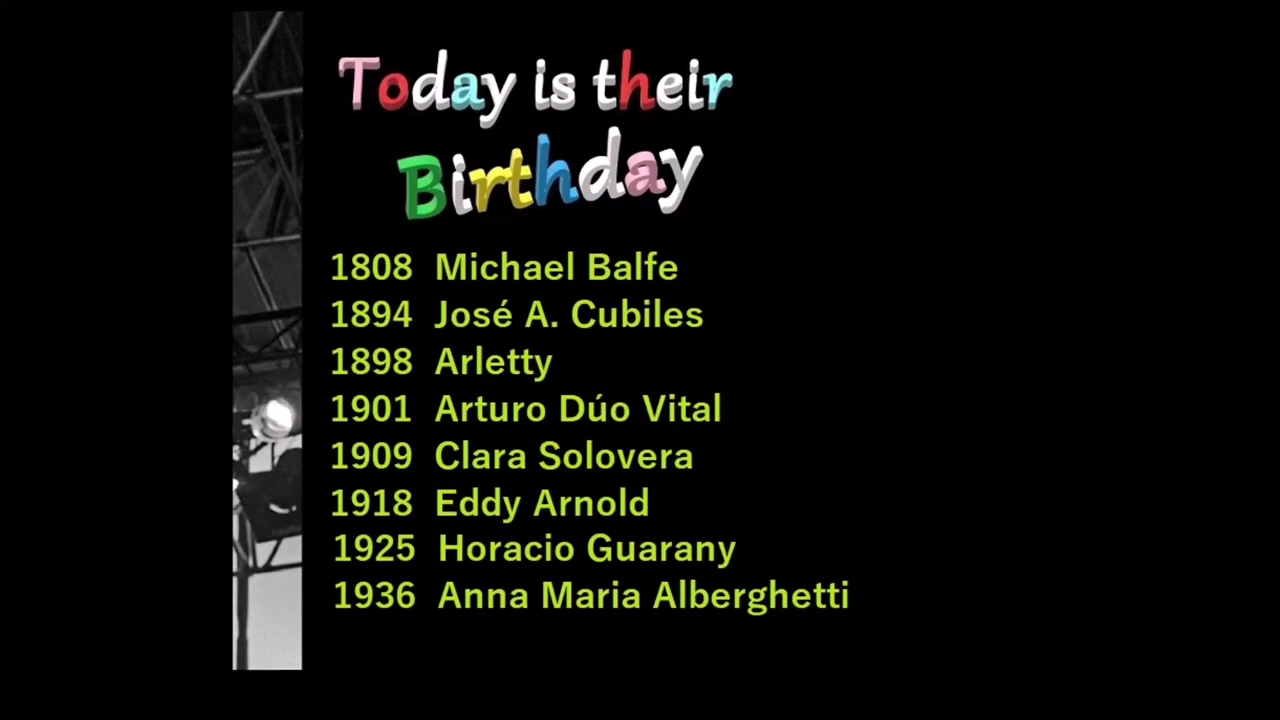 Today is their
Birthday
1808 Michael Balfe
1894 José A. Cubiles
1898 Arletty
1901 Arturo Dúo Vital
1909 Clara Solovera
1918 Eddy Arnold
1925 Horacio Guarany
1936 Anna Maria Alberghetti